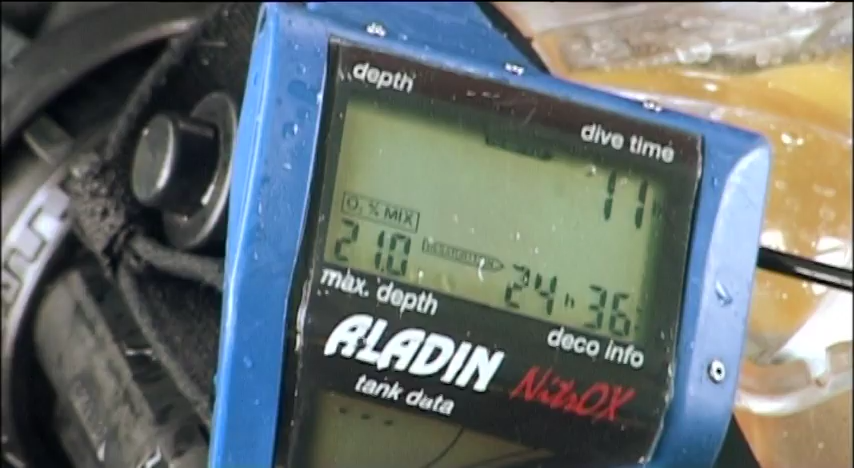 depth
dive time
11
O₂ % MIX
21.0
24 h 36
max. depth
deco info
ALADIN
NitrOX
tank data